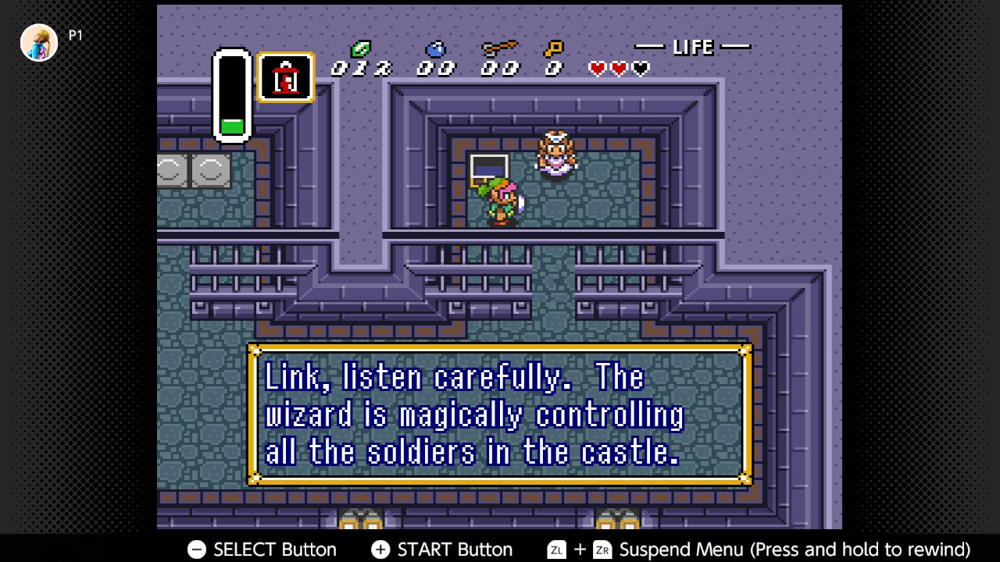 P1
LIFE
012 00 00 0
Link, listen carefully. The
wizard is magically controlling
all the soldiers in the castle.
SELECT Button START Button ZL + ZR Suspend Menu (Press and hold to rewind)